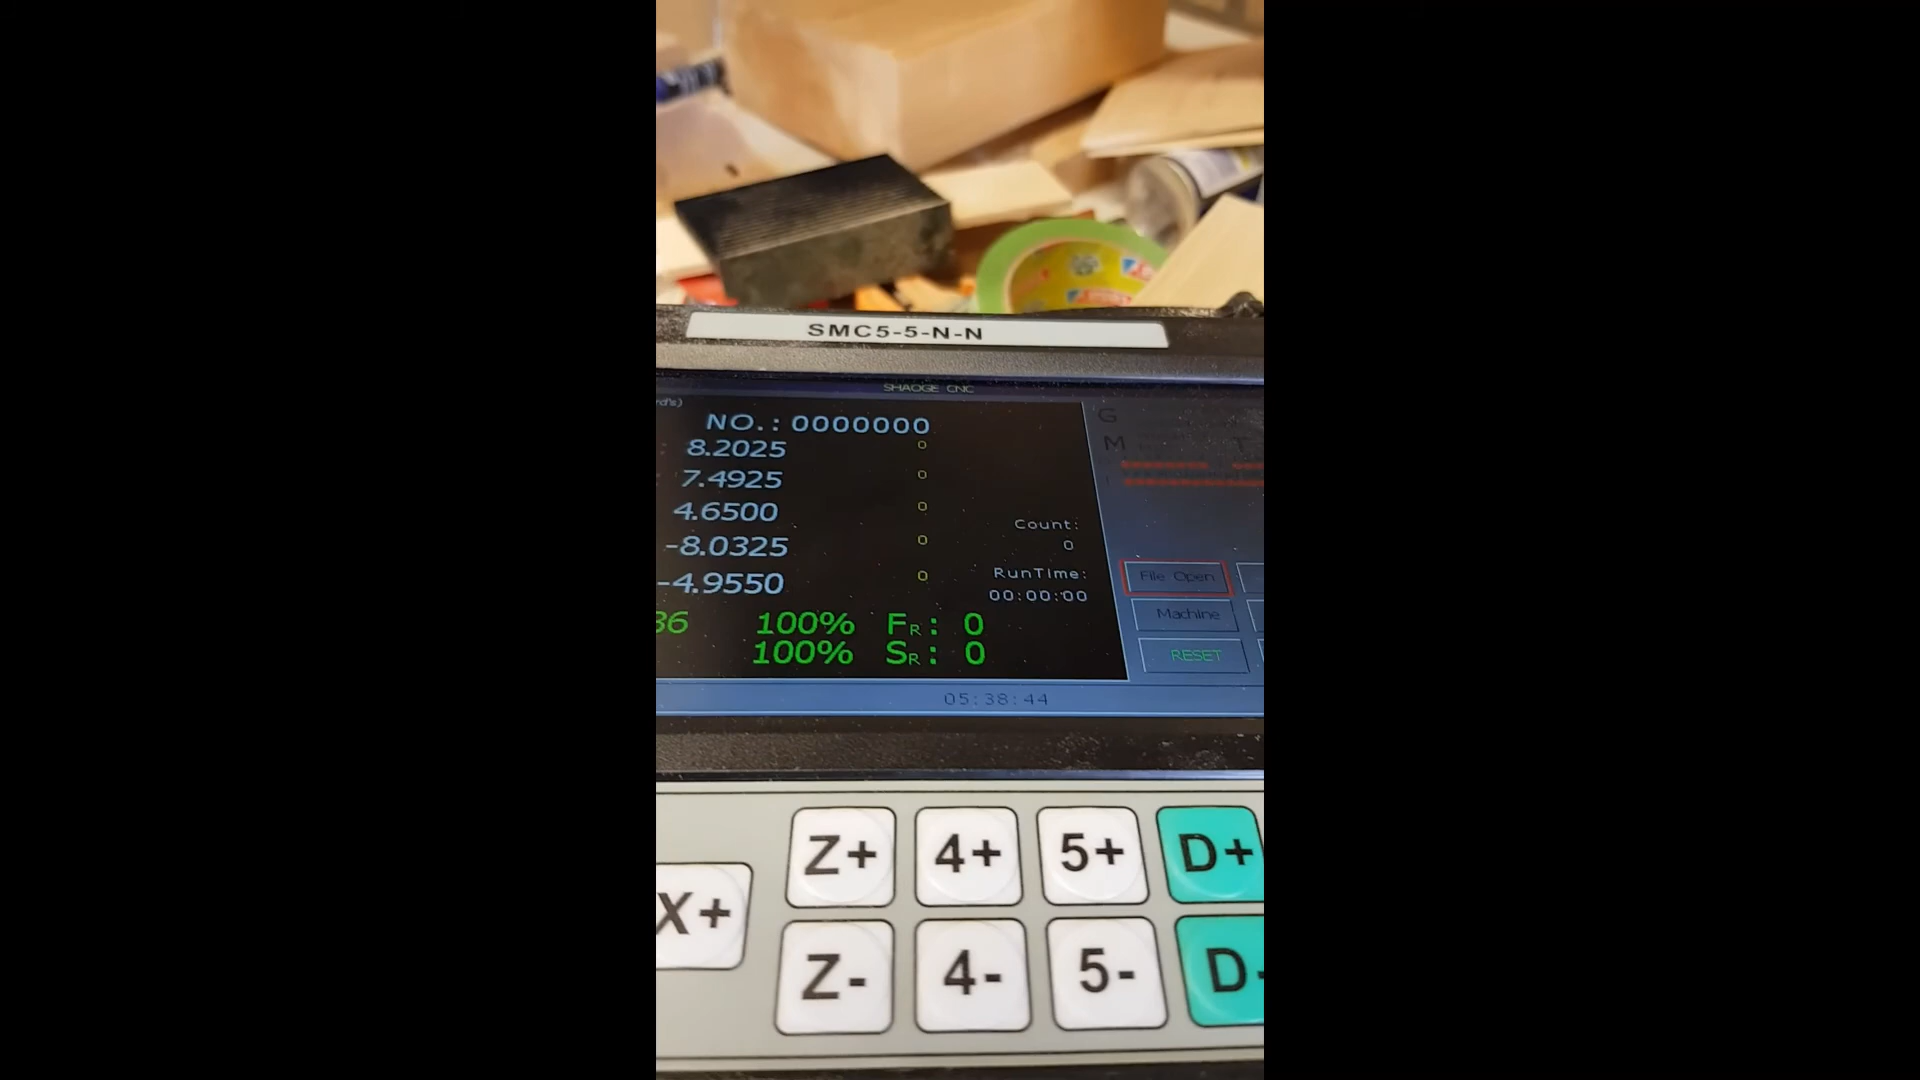 SMC5-5-N-N
SHAOGE CNC
NO.: 0000000
8.2025 0
7.4925 0
4.6500 0
-8.0325 0
-4.9550 0
Count:
0
RunTime:
00:00:00
36 100% FR: 0
100% SR: 0
G
M T
File Open
Machine
RESET
05:38:44
Z+ 4+ 5+ D+
X+
Z- 4- 5- D-